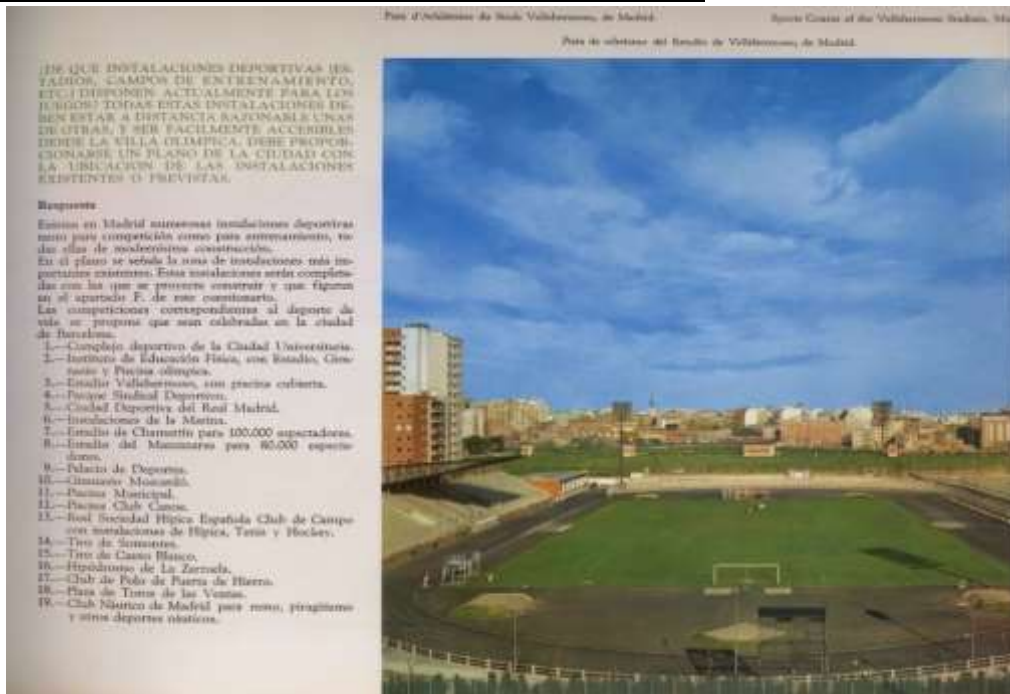 Piste d'Athlétisme du Stade Vallehermoso, de Madrid.
Sports Course of the Vallehermoso Stadium,
Pista de atletismo del Estadio de Vallehermoso, de Madrid.
¿DE QUE INSTALACIONES DEPORTIVAS (ES-
TADIOS, CAMPOS DE ENTRENAMIENTO,
ETC.) DISPONEN ACTUALMENTE PARA LOS
JUEGOS? TODAS ESTAS INSTALACIONES DE-
BEN ESTAR A DISTANCIA RAZONABLE UNAS
DE OTRAS, Y SER FACILMENTE ACCESIBLES
DESDE LA VILLA OLIMPICA. DEBE PROPOR-
CIONARSE UN PLANO DE LA CIUDAD CON
LA UBICACION DE LAS INSTALACIONES
EXISTENTES O PREVISTAS.
Respuesta
Existen en Madrid numerosas instalaciones deportivas
tanto para competición como para entrenamiento, to-
das ellas de modernísima construcción.
En el plano se señala la zona de instalaciones más im-
portantes existentes. Estas instalaciones serán completa-
das con las que se proyecta construir y que figuran
en el apartado F. de este cuestionario.
Las competiciones correspondientes al deporte de
vela se propone que sean celebradas en la ciudad
de Barcelona.
1.—Complejo deportivo de la Ciudad Universitaria.
2.—Instituto de Educación Física, con Estadio, Gim-
nasio y Piscina olímpica.
3.—Estadio Vallehermoso, con piscina cubierta.
4.—Parque Sindical Deportivo.
5.—Ciudad Deportiva del Real Madrid.
6.—Instalaciones de la Marina.
7.—Estadio de Chamartín para 100.000 espectadores.
8.—Estadio del Manzanares para 80.000 especta-
dores.
9.—Palacio de Deportes.
10.—Gimnasio Moscardó.
11.—Piscina Municipal.
12.—Piscina Club Canoe.
13.—Real Sociedad Hípica Española Club de Campo
con instalaciones de Hípica, Tenis y Hockey.
14.—Tiro de Somontes.
15.—Tiro de Canto Blanco.
16.—Hipódromo de La Zarzuela.
17.—Club de Polo de Puerta de Hierro.
18.—Plaza de Toros de las Ventas.
19.—Club Náutico de Madrid para remo, piragüismo
y otros deportes náuticos.